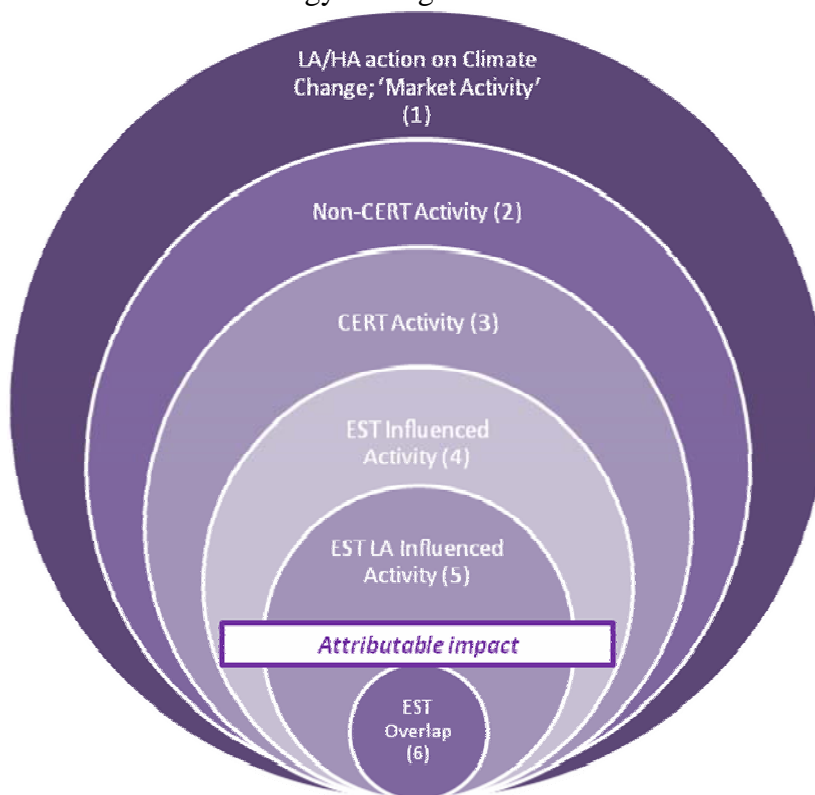 LA/HA action on Climate
Change; 'Market Activity'
(1)
Non-CERT Activity (2)
CERT Activity (3)
EST Influenced
Activity (4)
EST LA Influenced
Activity (5)
Attributable impact
EST
Overlap
(6)